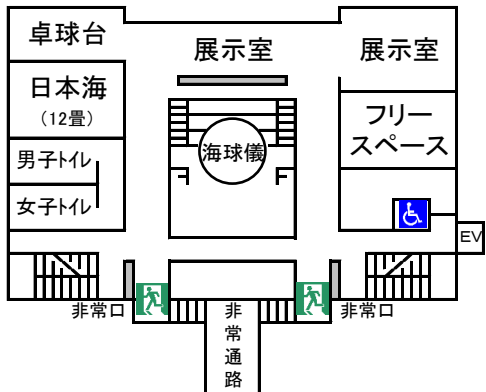 卓球台
展示室
展示室
日本海
（12畳）
フリー
スペース
海球儀
男子トイレ
女子トイレ
EV
非常口
非常口
非常通路